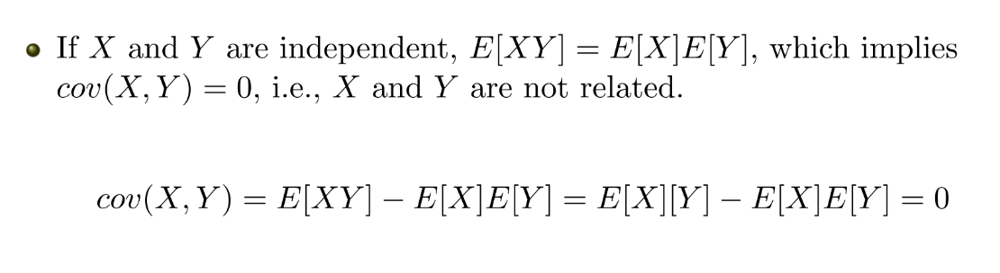 If X and Y are independent, E[XY] = E[X]E[Y], which implies
cov(X, Y) = 0, i.e., X and Y are not related.
cov(X, Y) = E[XY] − E[X]E[Y] = E[X][Y] − E[X]E[Y] = 0